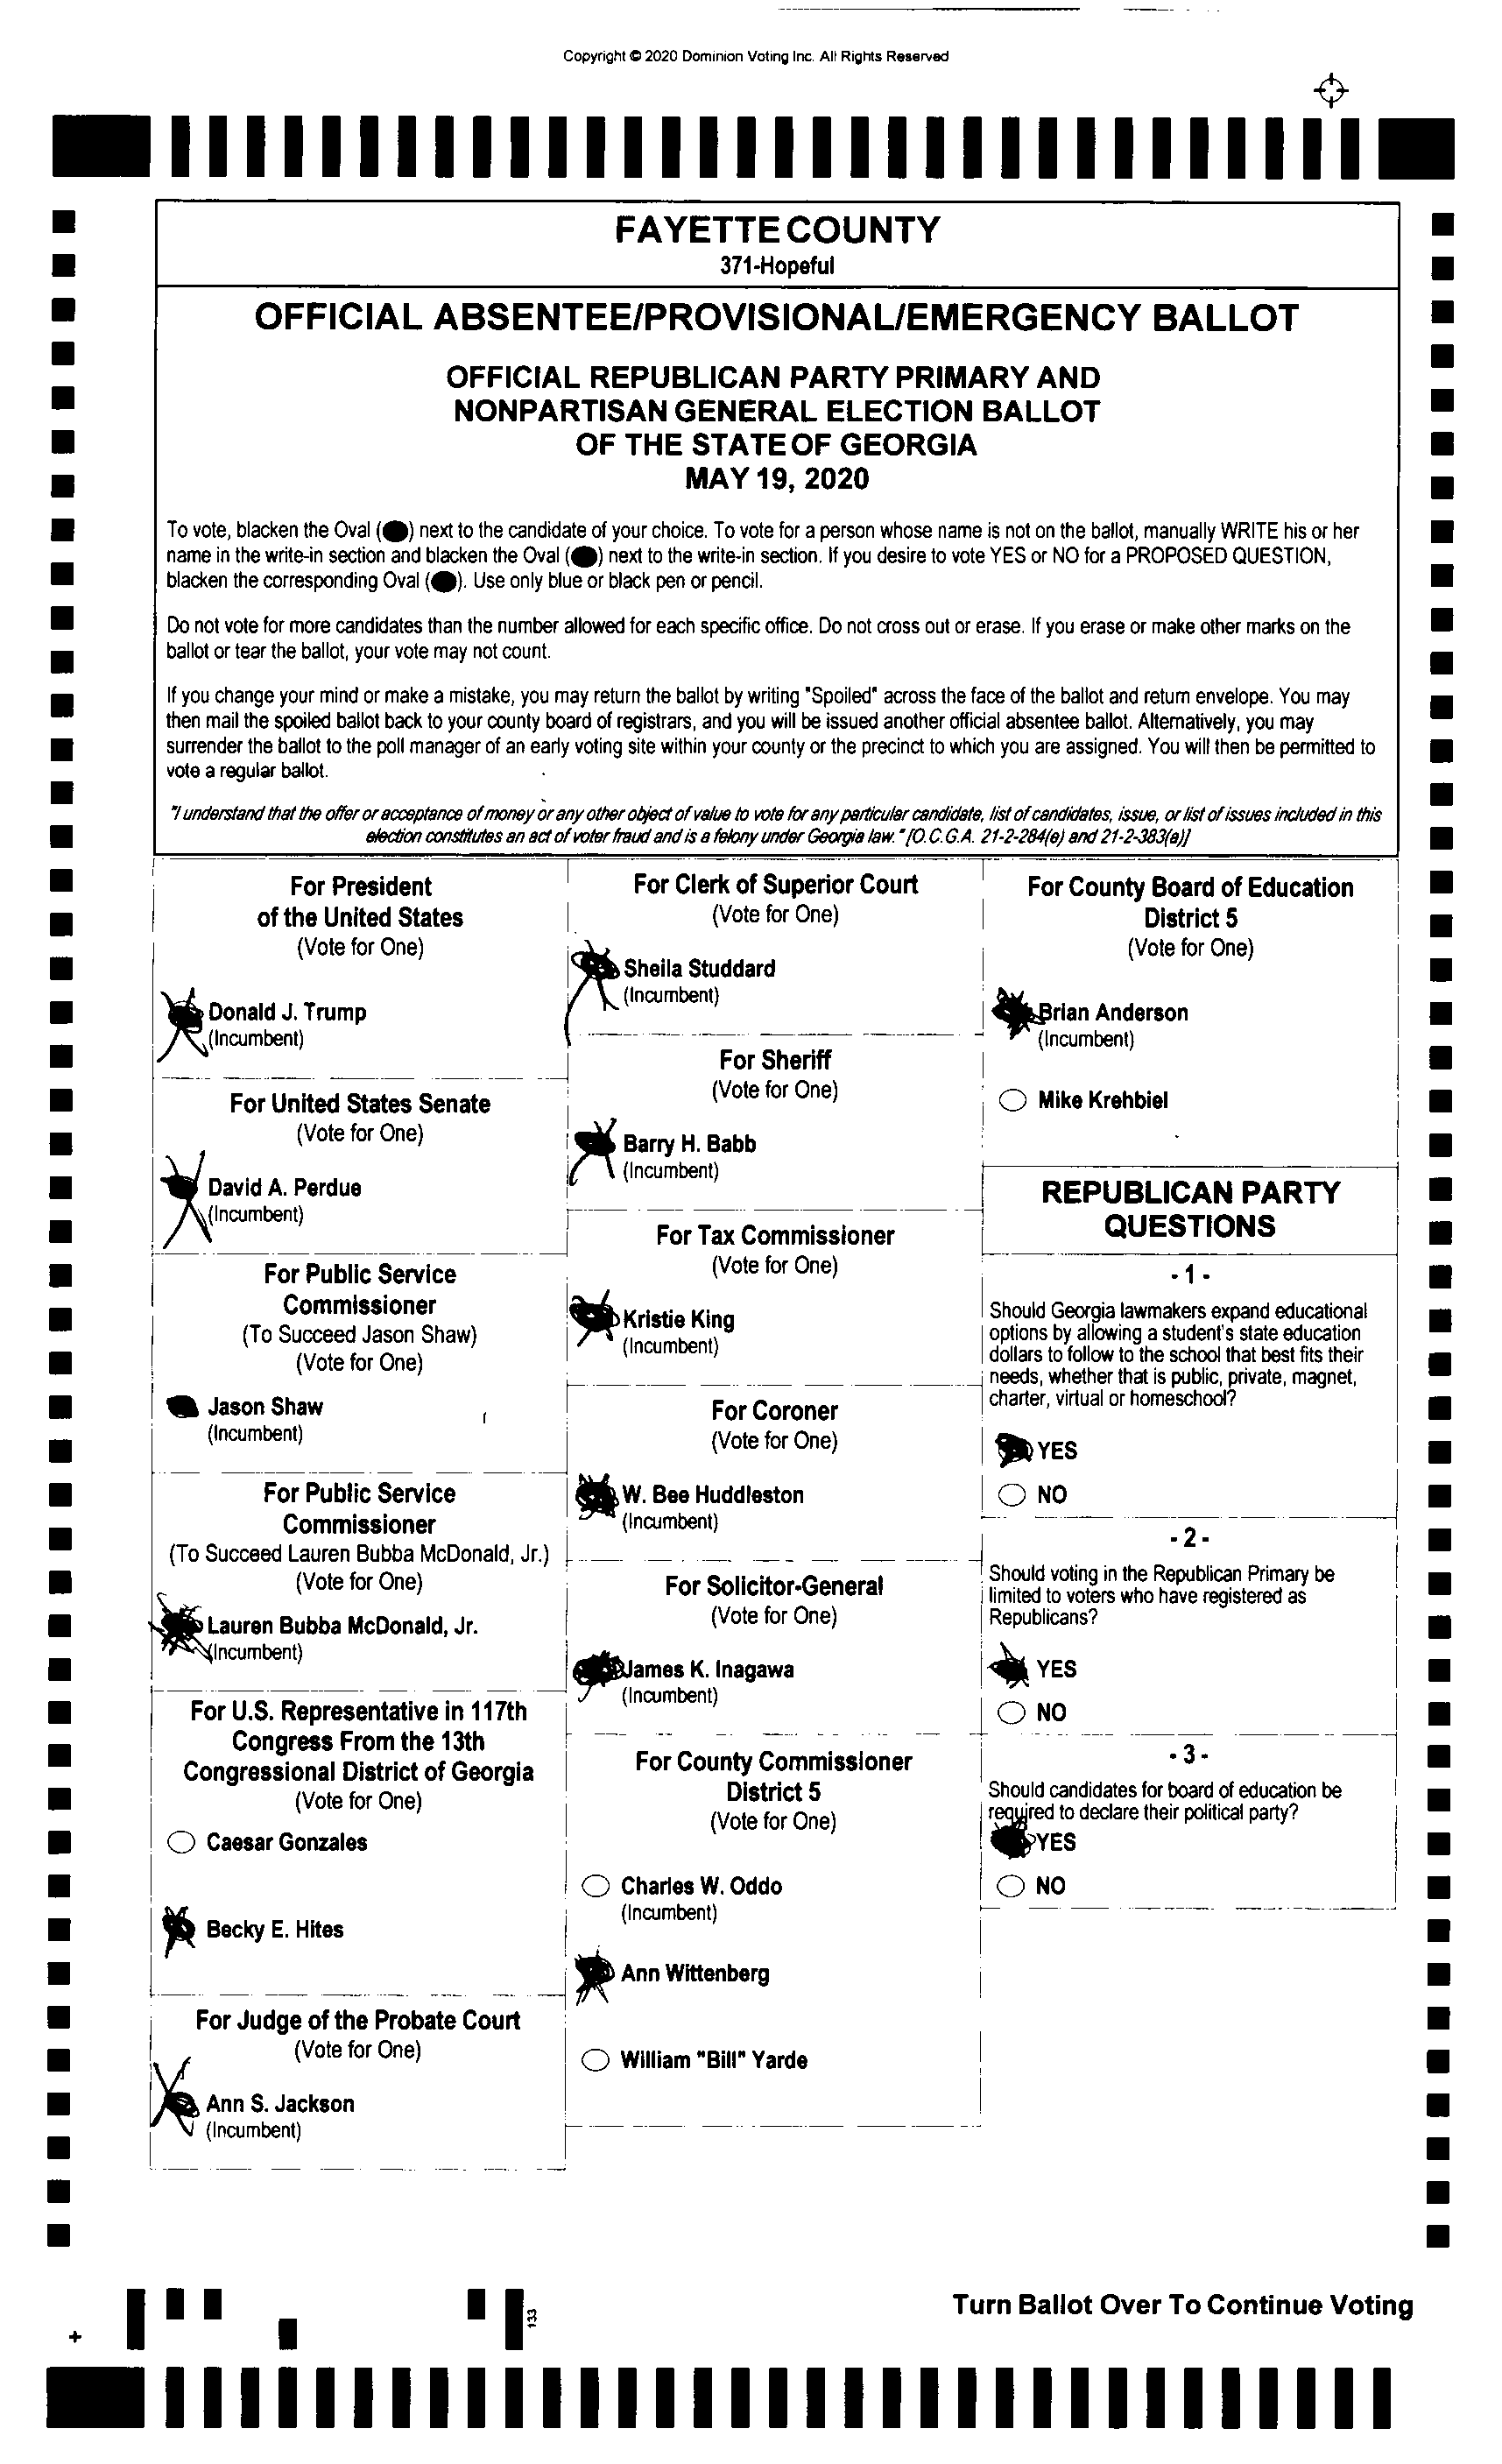 Copyright © 2020 Dominion Voting Inc. All Rights Reserved
FAYETTE COUNTY
371-Hopeful
OFFICIAL ABSENTEE/PROVISIONAL/EMERGENCY BALLOT
OFFICIAL REPUBLICAN PARTY PRIMARY AND
NONPARTISAN GENERAL ELECTION BALLOT
OF THE STATE OF GEORGIA
MAY 19, 2020
To vote, blacken the Oval ( ) next to the candidate of your choice. To vote for a person whose name is not on the ballot, manually WRITE his or her
name in the write-in section and blacken the Oval ( ) next to the write-in section. If you desire to vote YES or NO for a PROPOSED QUESTION,
blacken the corresponding Oval ( ). Use only blue or black pen or pencil.
Do not vote for more candidates than the number allowed for each specific office. Do not cross out or erase. If you erase or make other marks on the
ballot or tear the ballot, your vote may not count.
If you change your mind or make a mistake, you may return the ballot by writing "Spoiled" across the face of the ballot and return envelope. You may
then mail the spoiled ballot back to your county board of registrars, and you will be issued another official absentee ballot. Alternatively, you may
surrender the ballot to the poll manager of an early voting site within your county or the precinct to which you are assigned. You will then be permitted to
vote a regular ballot.
"I understand that the offer or acceptance of money or any other object of value to vote for any particular candidate, list of candidates, issue, or list of issues included in this
election constitutes an act of voter fraud and is a felony under Georgia law." [O.C.G.A. 21-2-284(e) and 21-2-383(a)]
For President
of the United States
(Vote for One)
Donald J. Trump
(Incumbent)
For United States Senate
(Vote for One)
David A. Perdue
(Incumbent)
For Public Service
Commissioner
(To Succeed Jason Shaw)
(Vote for One)
Jason Shaw
(Incumbent)
For Public Service
Commissioner
(To Succeed Lauren Bubba McDonald, Jr.)
(Vote for One)
Lauren Bubba McDonald, Jr.
(Incumbent)
For U.S. Representative in 117th
Congress From the 13th
Congressional District of Georgia
(Vote for One)
Caesar Gonzales
Becky E. Hites
For Judge of the Probate Court
(Vote for One)
Ann S. Jackson
(Incumbent)
For Clerk of Superior Court
(Vote for One)
Sheila Studdard
(Incumbent)
For Sheriff
(Vote for One)
Barry H. Babb
(Incumbent)
For Tax Commissioner
(Vote for One)
Kristie King
(Incumbent)
For Coroner
(Vote for One)
W. Bee Huddleston
(Incumbent)
For Solicitor-General
(Vote for One)
James K. Inagawa
(Incumbent)
For County Commissioner
District 5
(Vote for One)
Charles W. Oddo
(Incumbent)
Ann Wittenberg
William "Bill" Yarde
For County Board of Education
District 5
(Vote for One)
Brian Anderson
(Incumbent)
Mike Krehbiel
REPUBLICAN PARTY
QUESTIONS
- 1 -
Should Georgia lawmakers expand educational
options by allowing a student's state education
dollars to follow to the school that best fits their
needs, whether that is public, private, magnet,
charter, virtual or homeschool?
YES
NO
- 2 -
Should voting in the Republican Primary be
limited to voters who have registered as
Republicans?
YES
NO
- 3 -
Should candidates for board of education be
required to declare their political party?
YES
NO
133
Turn Ballot Over To Continue Voting